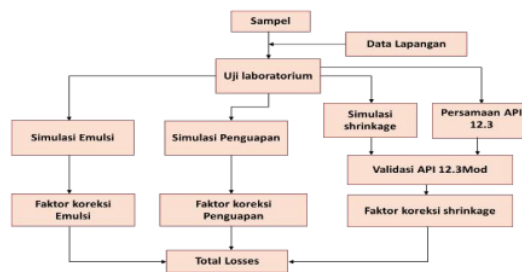 Sampel
Data Lapangan
Uji laboratorium
Simulasi Emulsi
Simulasi Penguapan
Simulasi
shrinkage
Persamaan API
12.3
Validasi API 12.3Mod
Faktor koreksi
Emulsi
Faktor koreksi
Penguapan
Faktor koreksi shrinkage
Total Losses